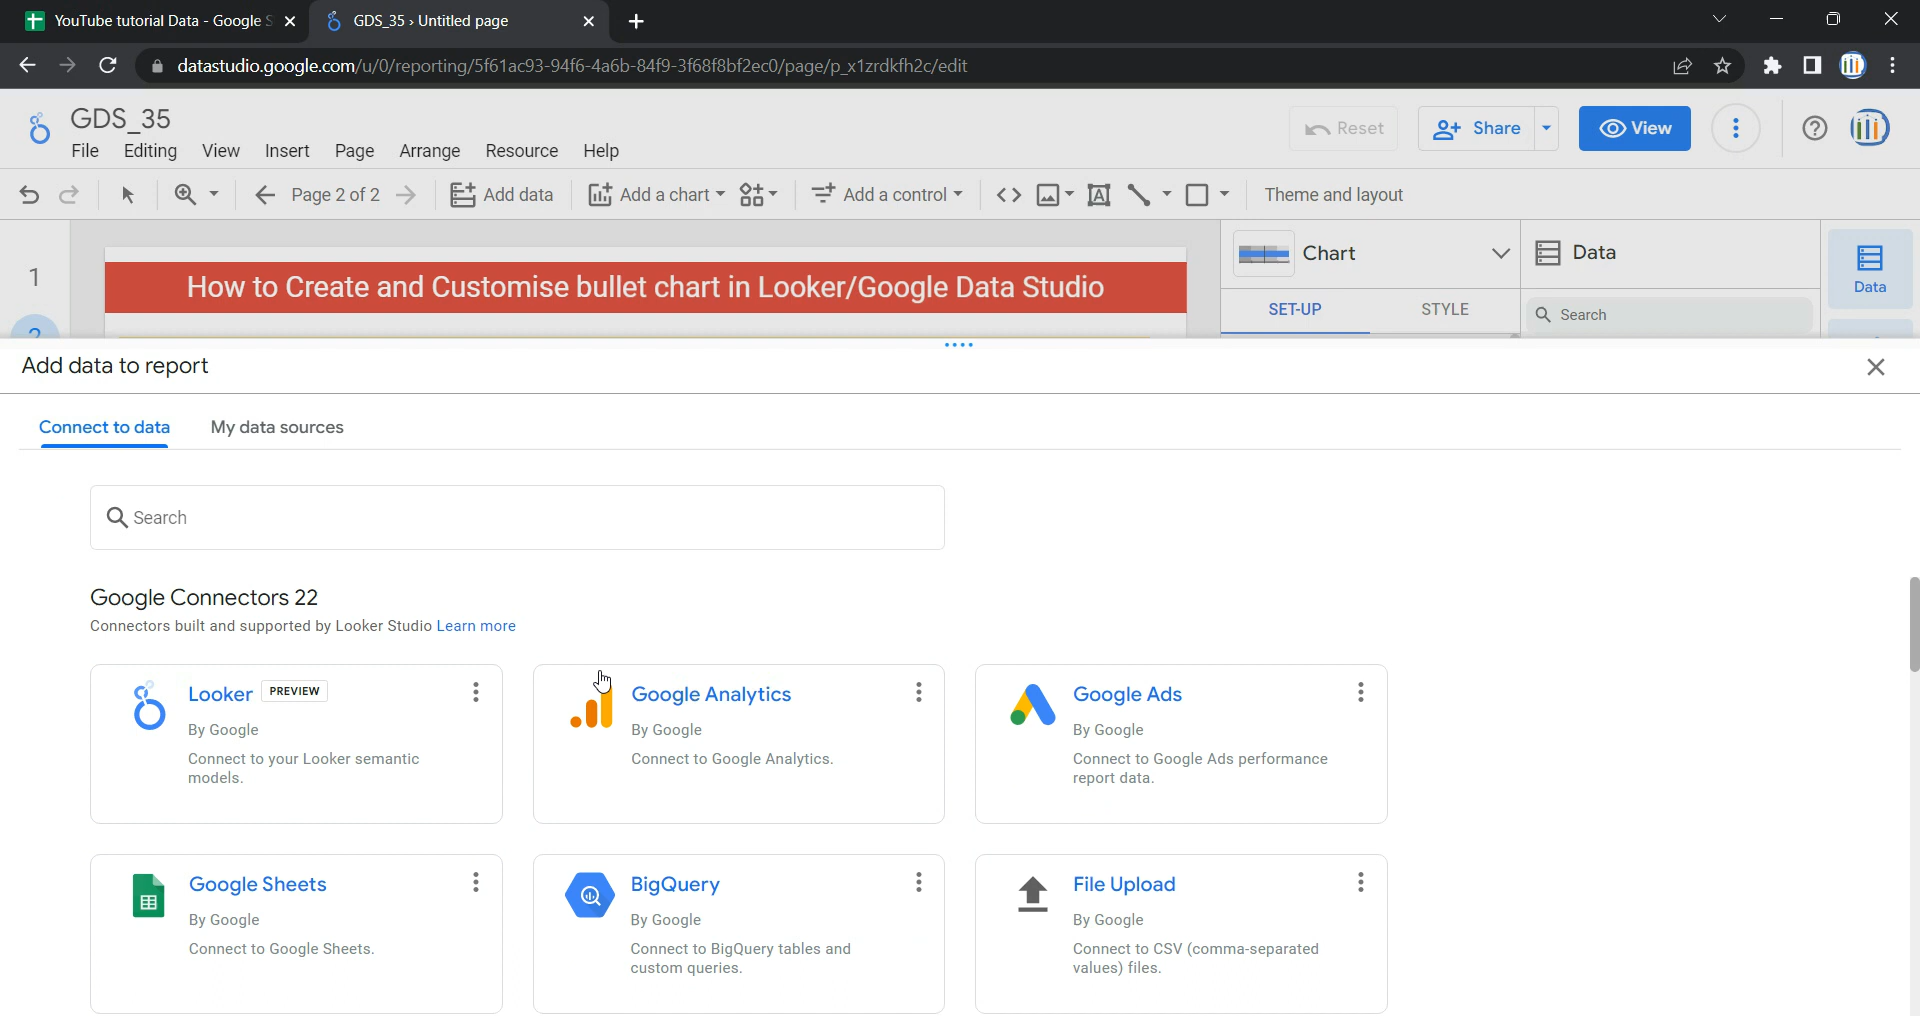 YouTube tutorial Data - Google S
GDS_35 › Untitled page
datastudio.google.com/u/0/reporting/5f61ac93-94f6-4a6b-84f9-3f68f8bf2ec0/page/p_x1zrdkfh2c/edit
GDS_35
Reset
Share
View
File Editing View Insert Page Arrange Resource Help
Page 2 of 2
Add data
Add a chart
Add a control
Theme and layout
1
2
How to Create and Customise bullet chart in Looker/Google Data Studio
Chart
Data
Data
SET-UP
STYLE
Search
Add data to report
Connect to data
My data sources
Search
Google Connectors 22
Connectors built and supported by Looker Studio Learn more
Looker PREVIEW
By Google
Connect to your Looker semantic
models.
Google Analytics
By Google
Connect to Google Analytics.
Google Ads
By Google
Connect to Google Ads performance
report data.
Google Sheets
By Google
Connect to Google Sheets.
BigQuery
By Google
Connect to BigQuery tables and
custom queries.
File Upload
By Google
Connect to CSV (comma-separated
values) files.